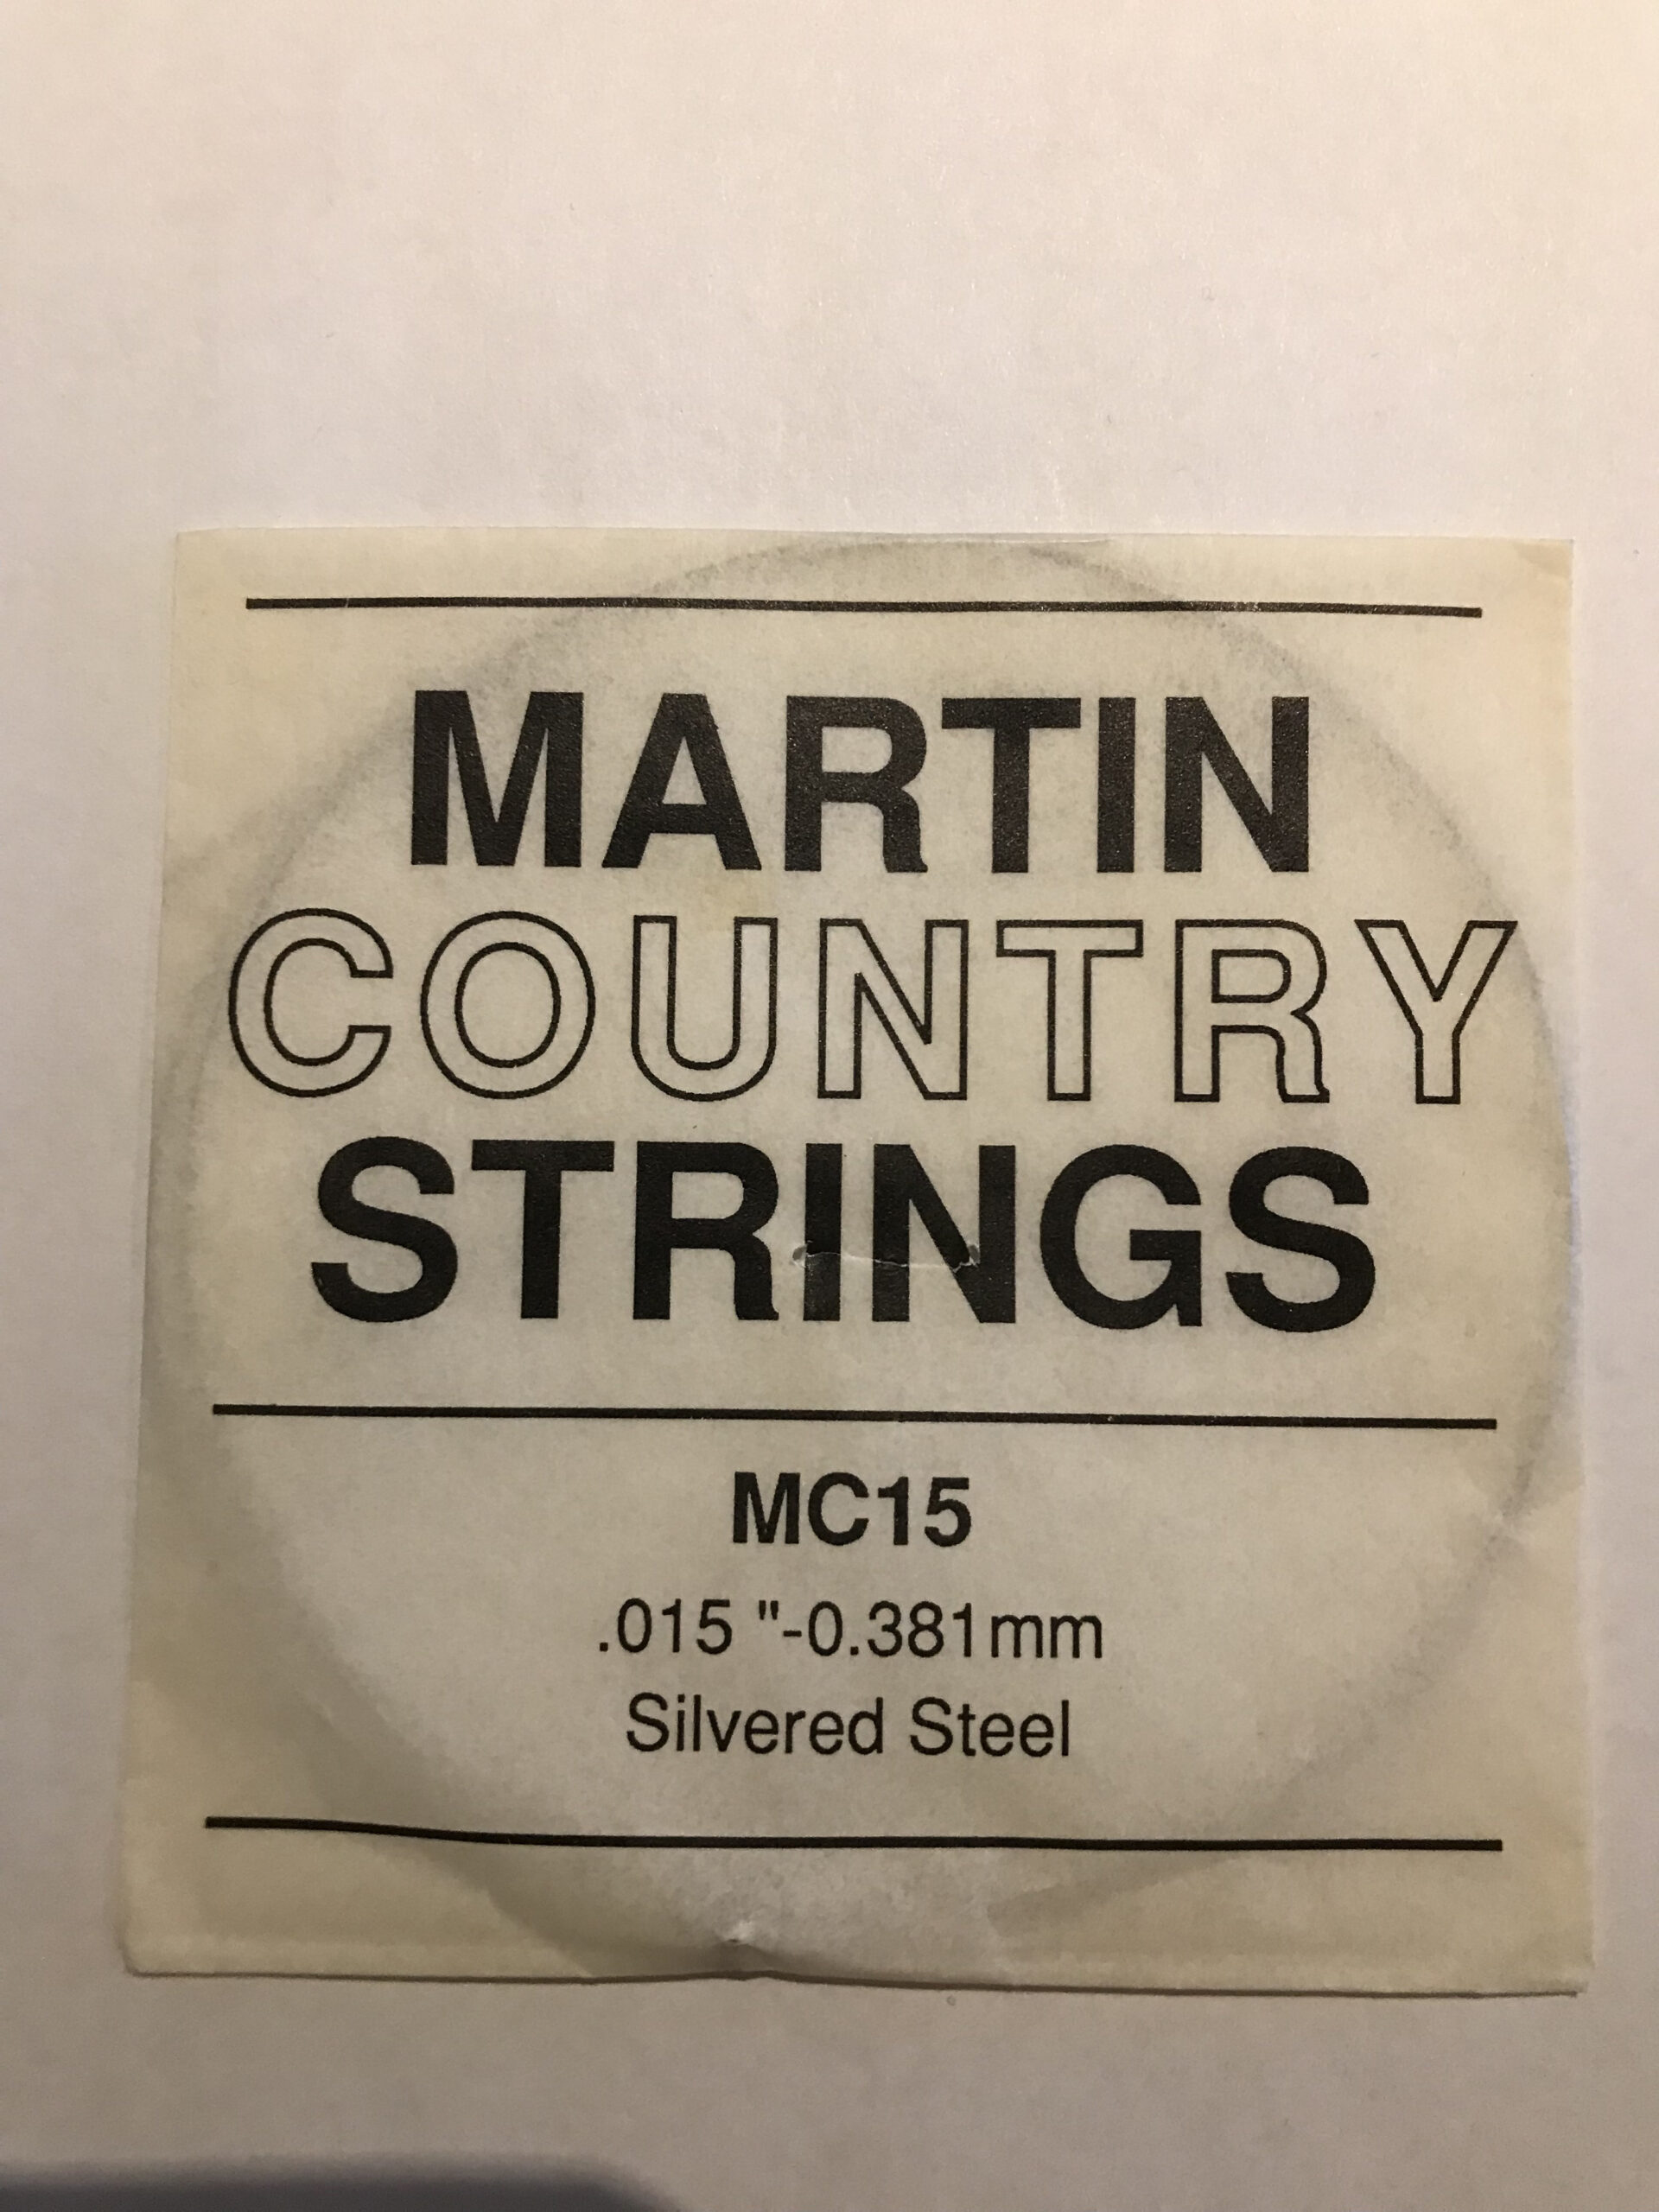 MARTIN
COUNTRY
STRINGS
MC15
.015 "-0.381mm
Silvered Steel